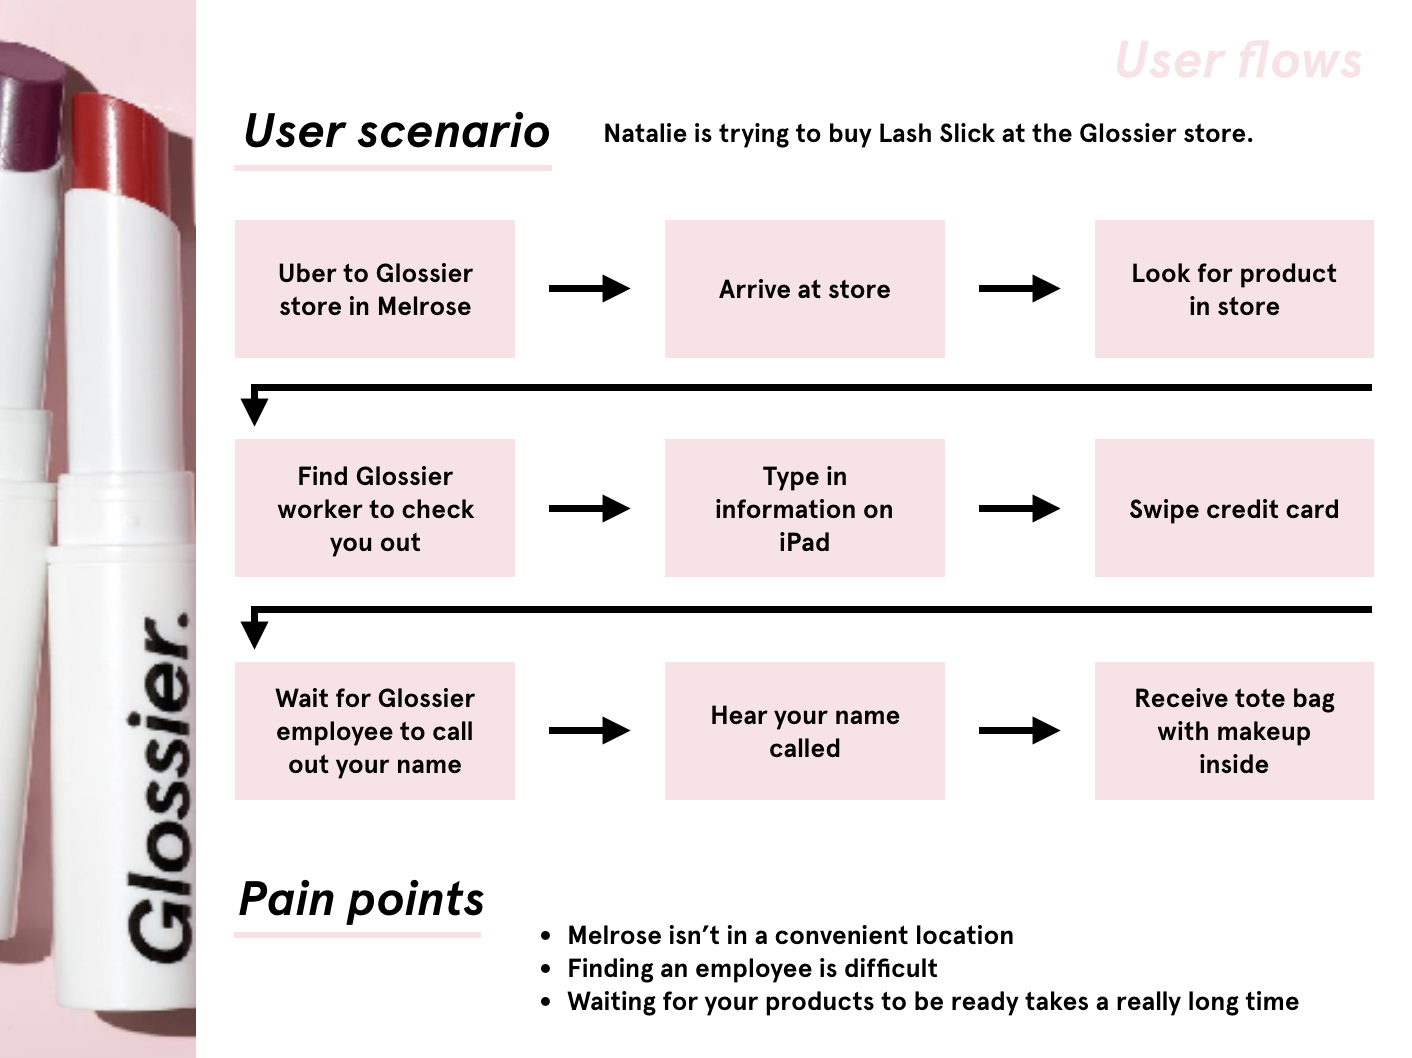 User flows
User scenario
Natalie is trying to buy Lash Slick at the Glossier store.
Uber to Glossier
store in Melrose
Arrive at store
Look for product
in store
Find Glossier
worker to check
you out
Type in
information on
iPad
Swipe credit card
Wait for Glossier
employee to call
out your name
Hear your name
called
Receive tote bag
with makeup
inside
Pain points
• Melrose isn’t in a convenient location
• Finding an employee is difficult
• Waiting for your products to be ready takes a really long time
Glossier.